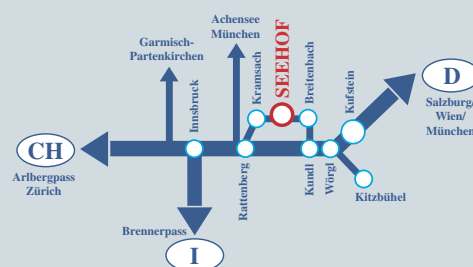 Achensee
München
Garmisch-
Partenkirchen
Innsbruck
Kramsach
SEEHOF
Breitenbach
Kufstein
D
Salzburg/
Wien/
München
CH
Arlbergpass
Zürich
Rattenberg
Kundl
Wörgl
Kitzbühel
Brennerpass
I